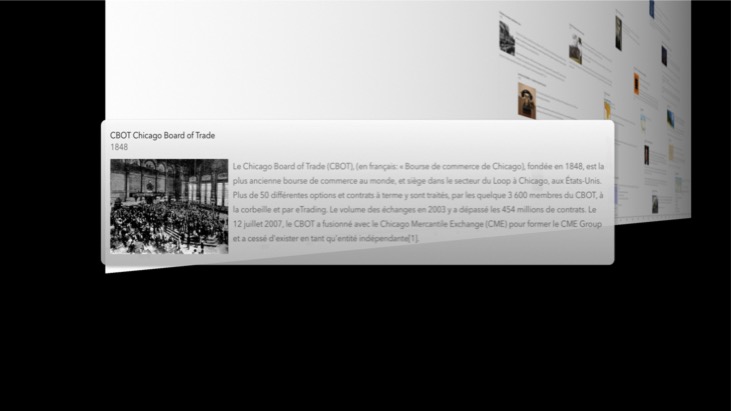 CBOT Chicago Board of Trade
1848
Le Chicago Board of Trade (CBOT), (en français: « Bourse de commerce de Chicago), fondée en 1848, est la
plus ancienne bourse de commerce au monde, et siège dans le secteur du Loop à Chicago, aux États-Unis.
Plus de 50 différentes options et contrats à terme y sont traités, par les quelque 3 600 membres du CBOT, à
la corbeille et par eTrading. Le volume des échanges en 2003 y a dépassé les 454 millions de contrats. Le
12 juillet 2007, le CBOT a fusionné avec le Chicago Mercantile Exchange (CME) pour former le CME Group
et a cessé d'exister en tant qu'entité indépendante[1].